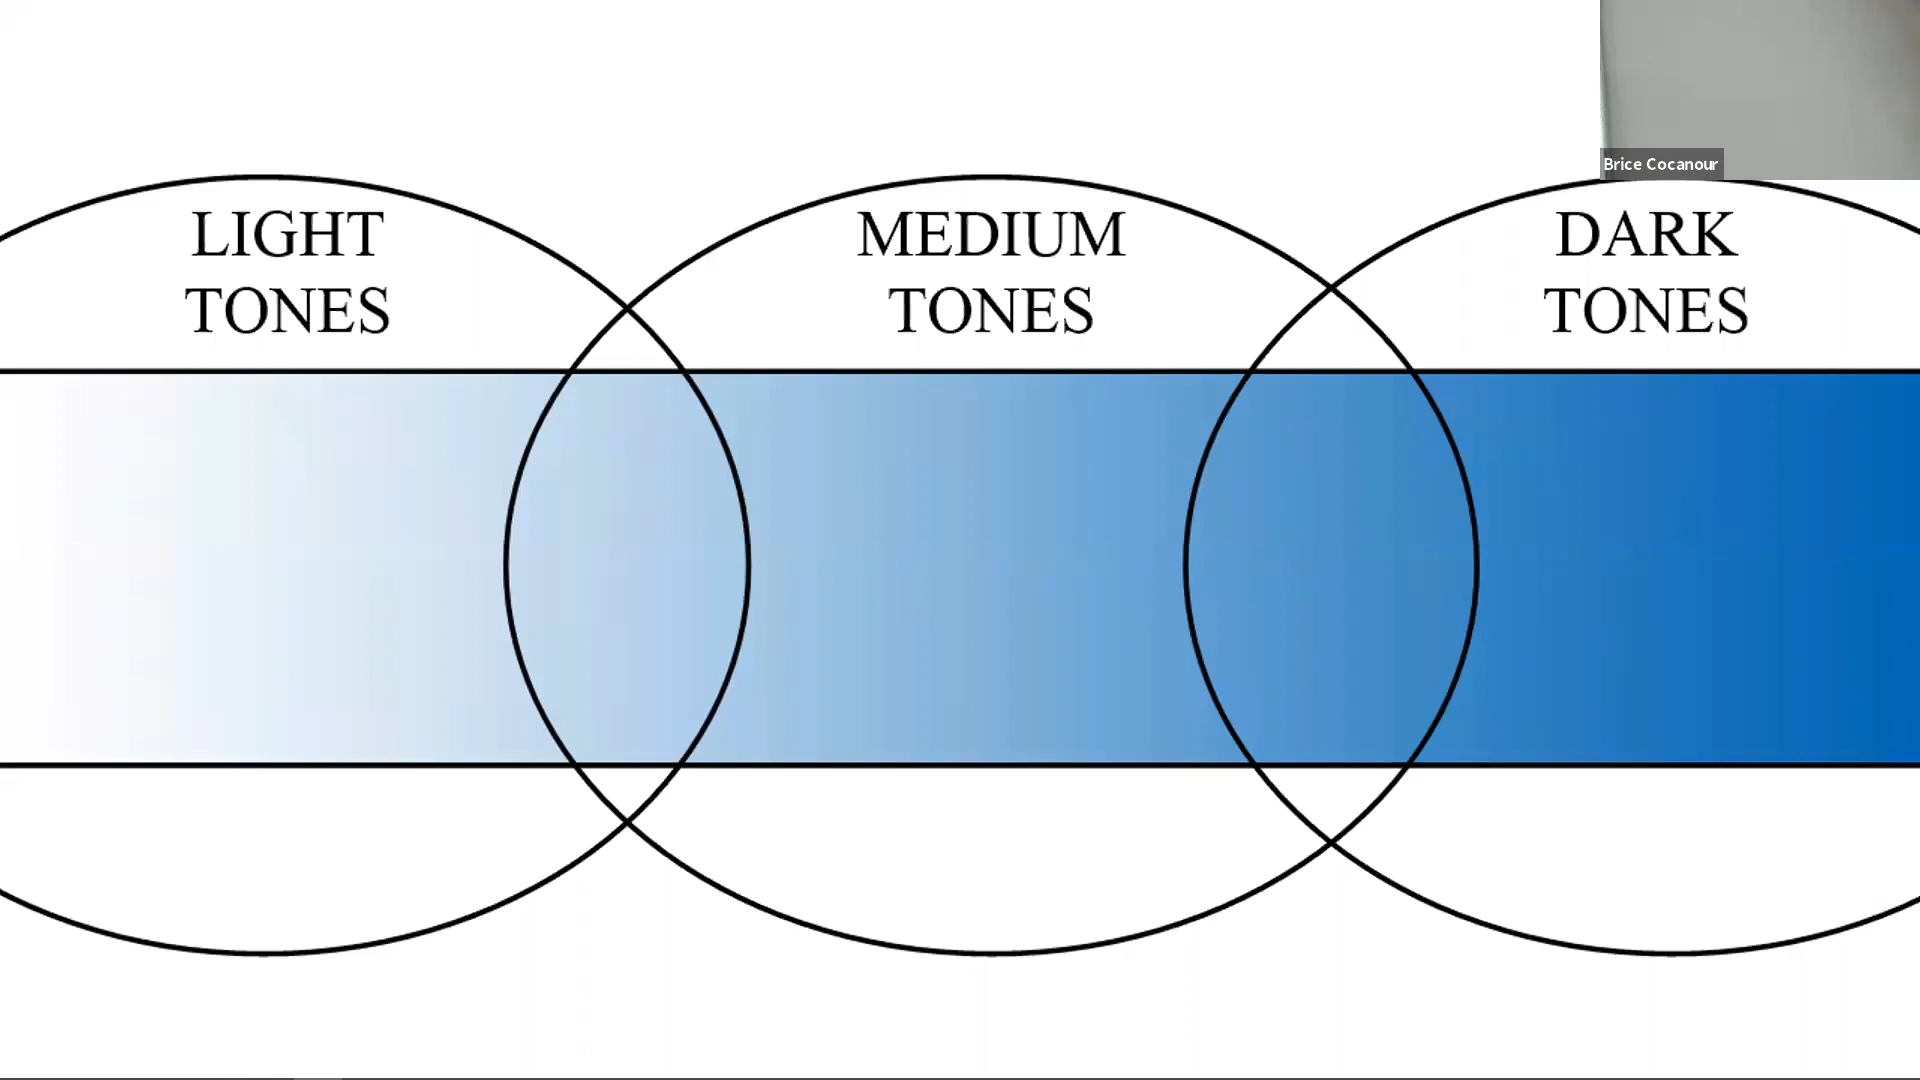 Brice Cocanour
LIGHT
TONES
MEDIUM
TONES
DARK
TONES